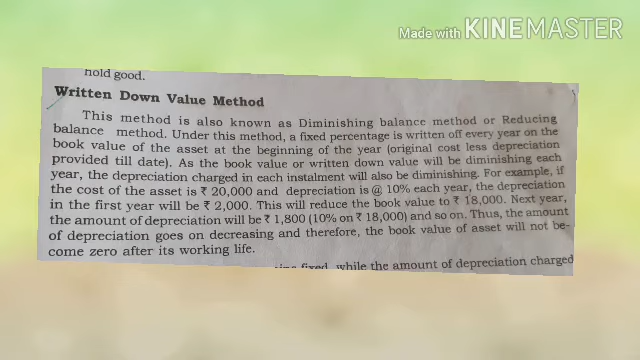 Made with KINEMASTER
hold good.
Written Down Value Method
This method is also known as Diminishing balance method or Reducing
balance method. Under this method, a fixed percentage is written off every year on the
book value of the asset at the beginning of the year (original cost less depreciation
provided till date). As the book value or written down value will be diminishing each
year, the depreciation charged in each instalment will also be diminishing. For example, if
the cost of the asset is ₹ 20,000 and depreciation is @ 10% each year, the depreciation
in the first year will be ₹ 2,000. This will reduce the book value to ₹ 18,000. Next year,
the amount of depreciation will be ₹ 1,800 (10% on ₹ 18,000) and so on. Thus, the amount
of depreciation goes on decreasing and therefore, the book value of asset will not be-
come zero after its working life.
fixed, while the amount of depreciation charged